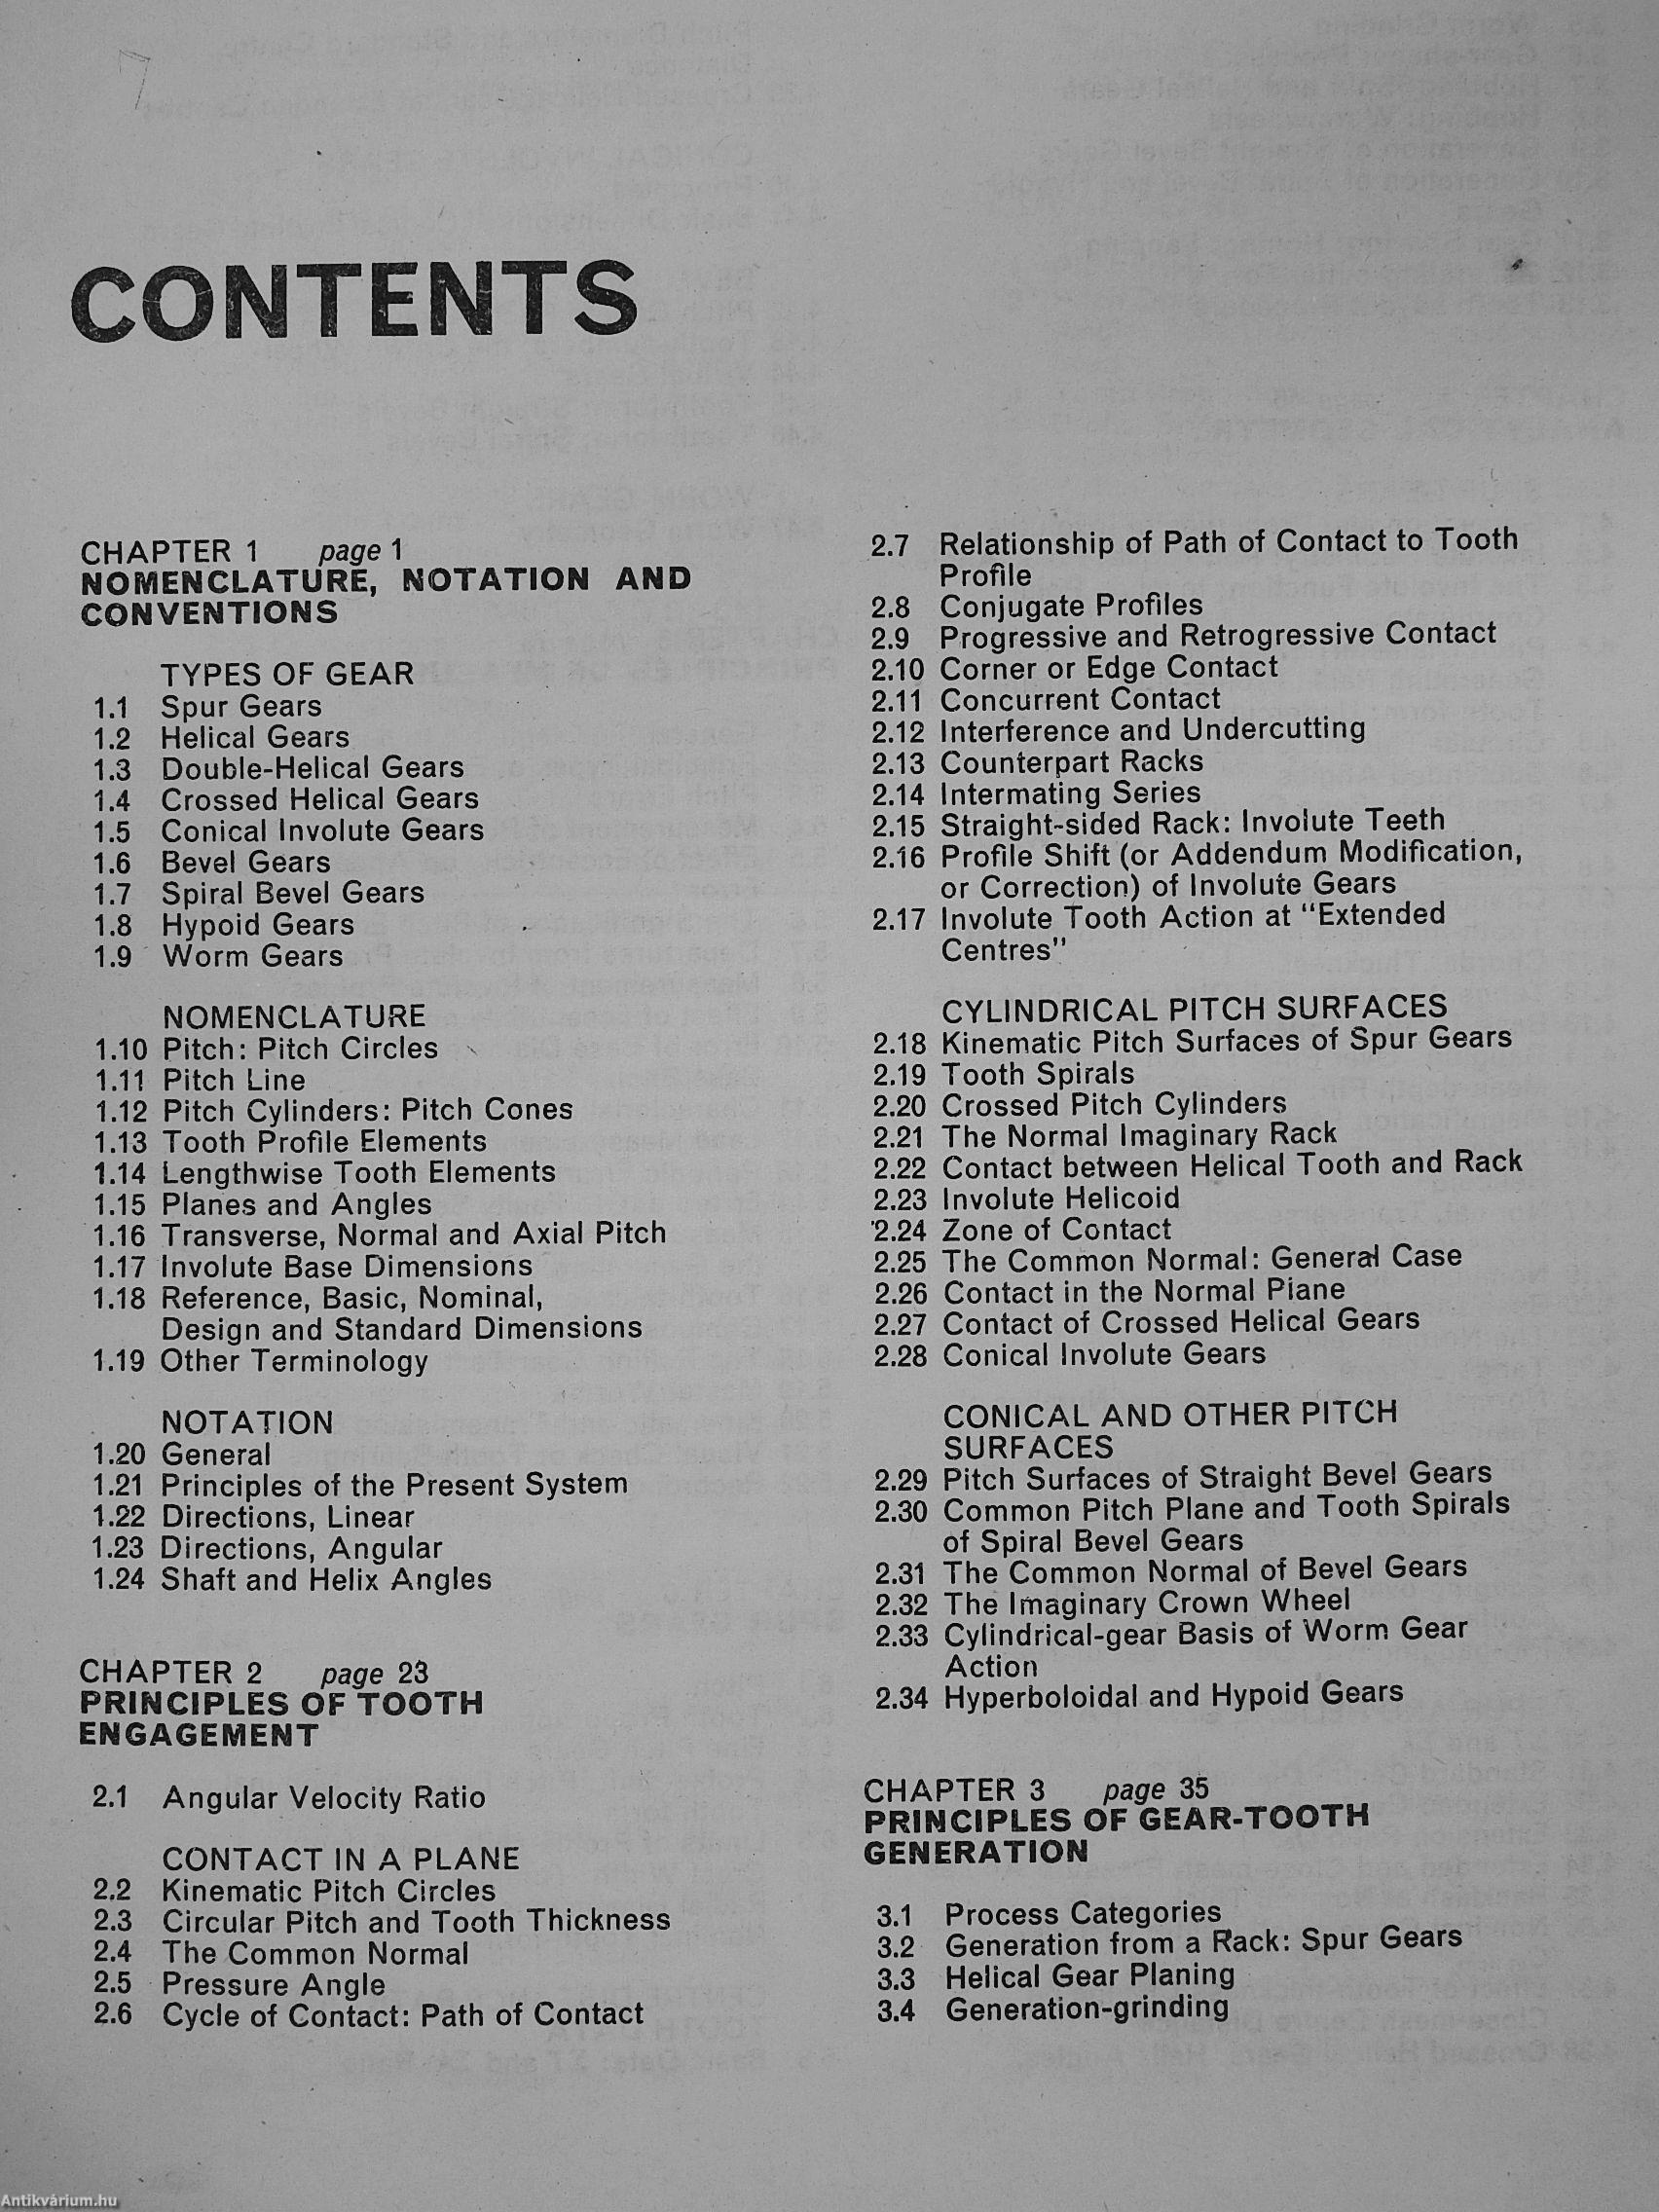 CONTENTS
CHAPTER 1 page 1
NOMENCLATURE, NOTATION AND
CONVENTIONS
TYPES OF GEAR
1.1 Spur Gears
1.2 Helical Gears
1.3 Double-Helical Gears
1.4 Crossed Helical Gears
1.5 Conical Involute Gears
1.6 Bevel Gears
1.7 Spiral Bevel Gears
1.8 Hypoid Gears
1.9 Worm Gears
NOMENCLATURE
1.10 Pitch: Pitch Circles
1.11 Pitch Line
1.12 Pitch Cylinders: Pitch Cones
1.13 Tooth Profile Elements
1.14 Lengthwise Tooth Elements
1.15 Planes and Angles
1.16 Transverse, Normal and Axial Pitch
1.17 Involute Base Dimensions
1.18 Reference, Basic, Nominal,
Design and Standard Dimensions
1.19 Other Terminology
NOTATION
1.20 General
1.21 Principles of the Present System
1.22 Directions, Linear
1.23 Directions, Angular
1.24 Shaft and Helix Angles
CHAPTER 2 page 23
PRINCIPLES OF TOOTH
ENGAGEMENT
2.1 Angular Velocity Ratio
CONTACT IN A PLANE
2.2 Kinematic Pitch Circles
2.3 Circular Pitch and Tooth Thickness
2.4 The Common Normal
2.5 Pressure Angle
2.6 Cycle of Contact: Path of Contact
2.7 Relationship of Path of Contact to Tooth
Profile
2.8 Conjugate Profiles
2.9 Progressive and Retrogressive Contact
2.10 Corner or Edge Contact
2.11 Concurrent Contact
2.12 Interference and Undercutting
2.13 Counterpart Racks
2.14 Intermating Series
2.15 Straight-sided Rack: Involute Teeth
2.16 Profile Shift (or Addendum Modification,
or Correction) of Involute Gears
2.17 Involute Tooth Action at "Extended
Centres"
CYLINDRICAL PITCH SURFACES
2.18 Kinematic Pitch Surfaces of Spur Gears
2.19 Tooth Spirals
2.20 Crossed Pitch Cylinders
2.21 The Normal Imaginary Rack
2.22 Contact between Helical Tooth and Rack
2.23 Involute Helicoid
2.24 Zone of Contact
2.25 The Common Normal: General Case
2.26 Contact in the Normal Plane
2.27 Contact of Crossed Helical Gears
2.28 Conical Involute Gears
CONICAL AND OTHER PITCH
SURFACES
2.29 Pitch Surfaces of Straight Bevel Gears
2.30 Common Pitch Plane and Tooth Spirals
of Spiral Bevel Gears
2.31 The Common Normal of Bevel Gears
2.32 The Imaginary Crown Wheel
2.33 Cylindrical-gear Basis of Worm Gear
Action
2.34 Hyperboloidal and Hypoid Gears
CHAPTER 3 page 35
PRINCIPLES OF GEAR-TOOTH
GENERATION
3.1 Process Categories
3.2 Generation from a Rack: Spur Gears
3.3 Helical Gear Planing
3.4 Generation-grinding
Antikvárium.hu